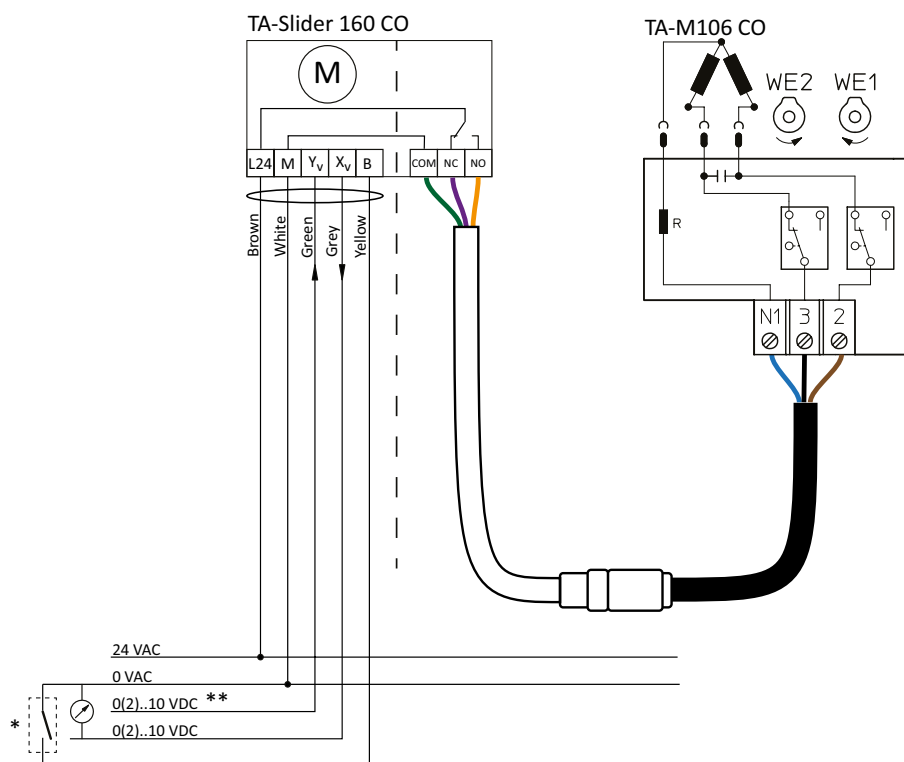 TA-Slider 160 CO
TA-M106 CO
M
WE2 WE1
L24 M Yv Xv B COM NC NO
Brown
White
Green
Grey
Yellow
R
N1 3 2
24 VAC
0 VAC
0(2)..10 VDC **
*
0(2)..10 VDC